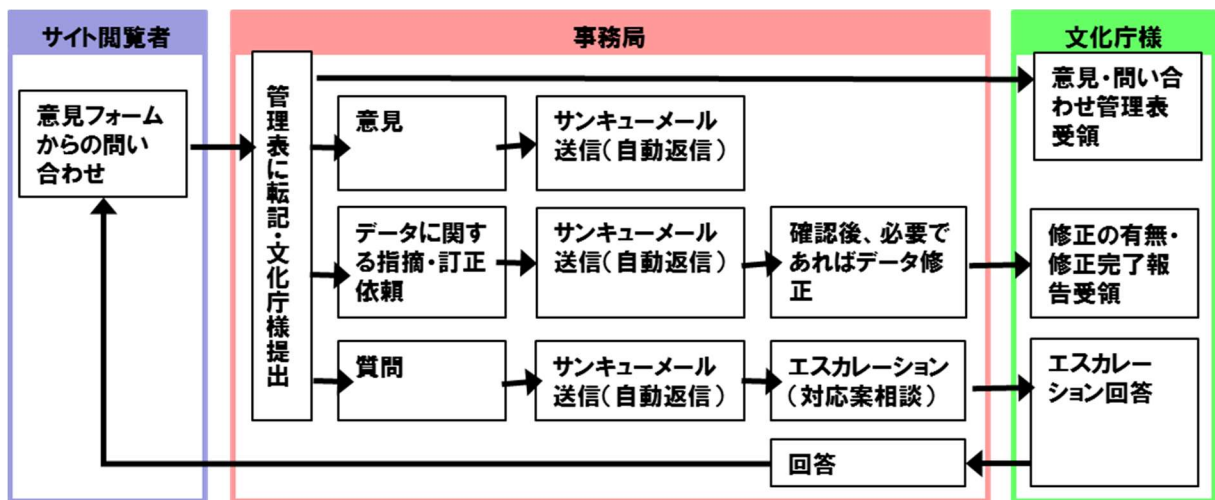 サイト閲覧者
事務局
文化庁様
意見フォーム
からの問い
合わせ
管理表に転記・文化庁様提出
意見・問い合
わせ管理表
受領
意見
サンキューメール
送信(自動返信)
データに関す
る指摘・訂正
依頼
サンキューメール
送信(自動返信)
確認後、必要で
あればデータ修
正
修正の有無・
修正完了報
告受領
質問
サンキューメール
送信(自動返信)
エスカレーション
(対応案相談)
エスカレー
ション回答
回答